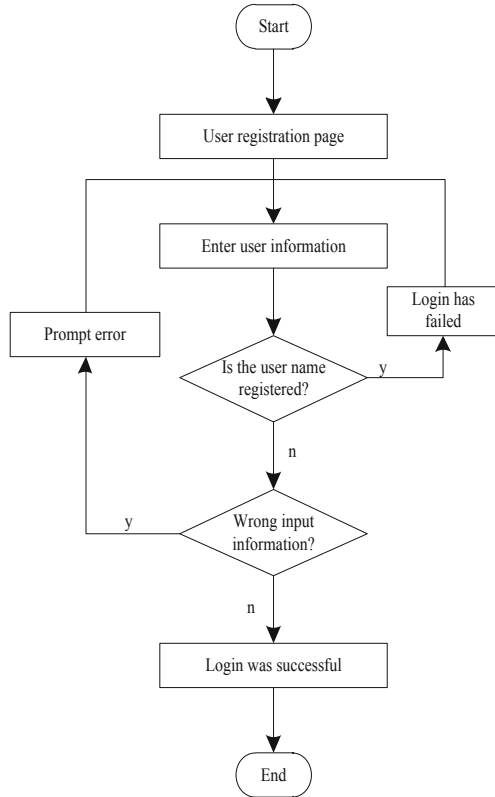 Start
User registration page
Enter user information
Login has
failed
Prompt error
Is the user name
registered?
y
n
Wrong input
information?
y
n
Login was successful
End